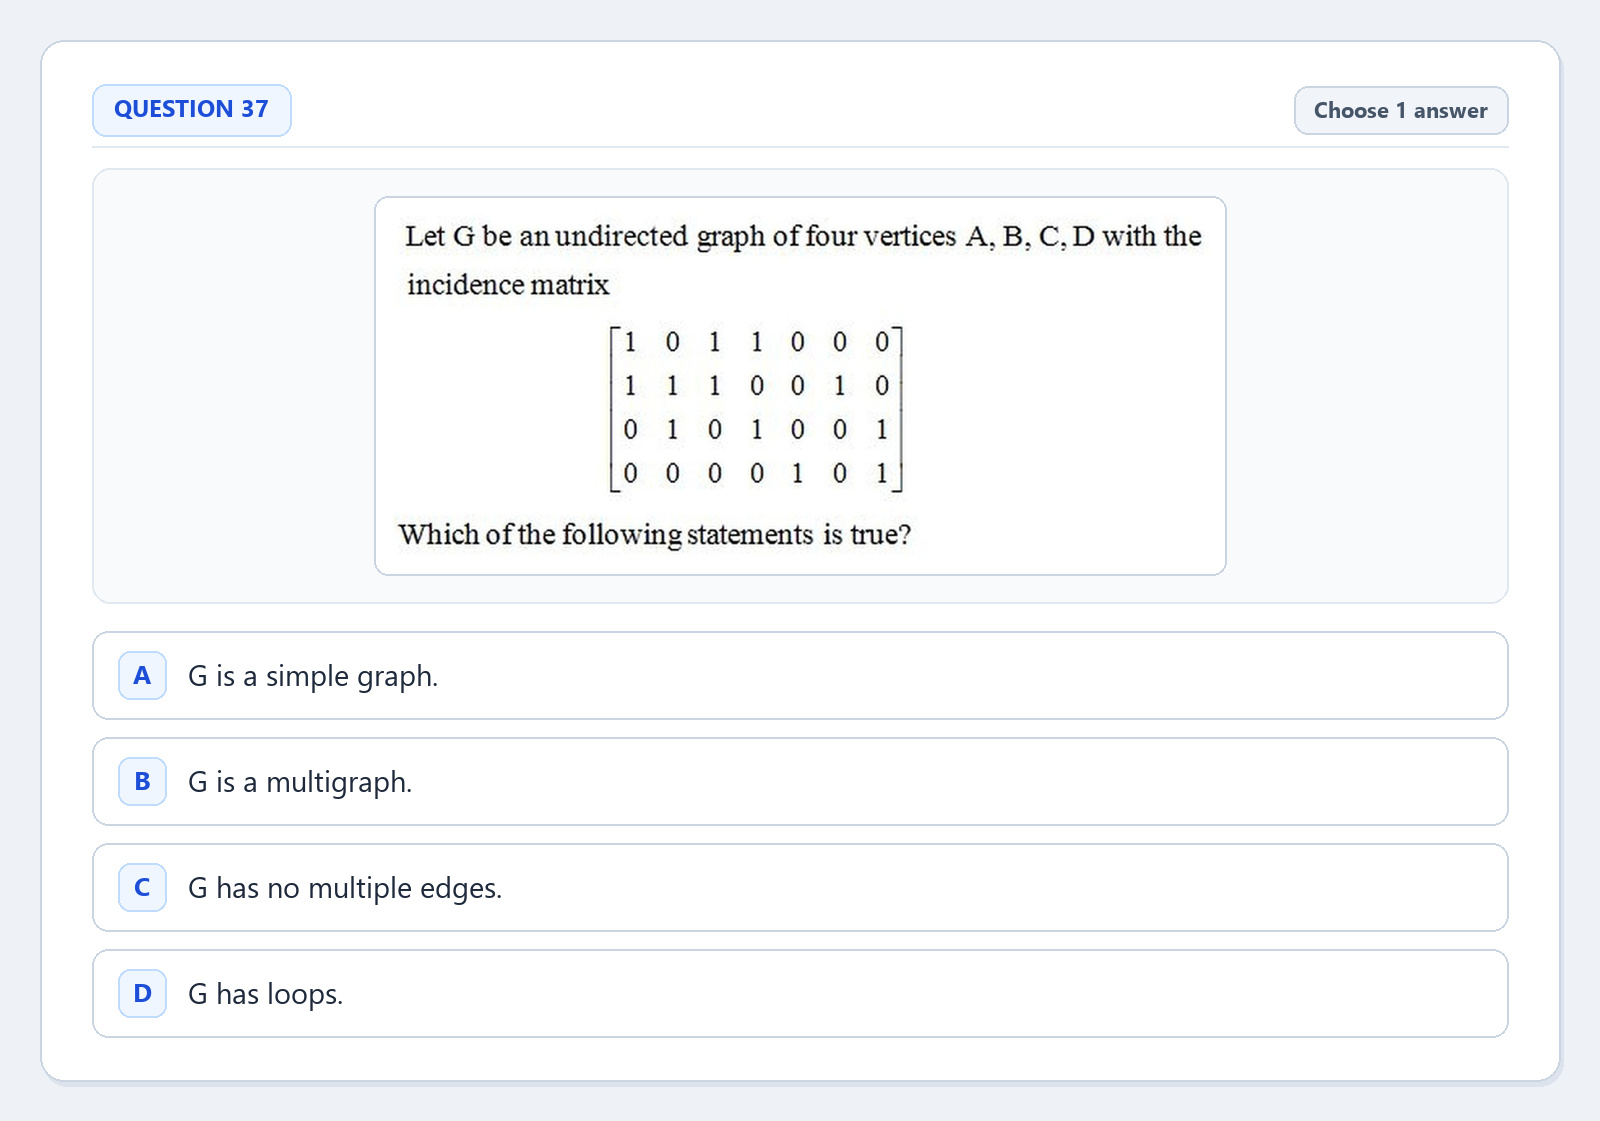 QUESTION 37
Choose 1 answer
Let G be an undirected graph of four vertices A, B, C, D with the
incidence matrix
1 0 1 1 0 0 0
1 1 1 0 0 1 0
0 1 0 1 0 0 1
0 0 0 0 1 0 1
Which of the following statements is true?
A G is a simple graph.
B G is a multigraph.
C G has no multiple edges.
D G has loops.